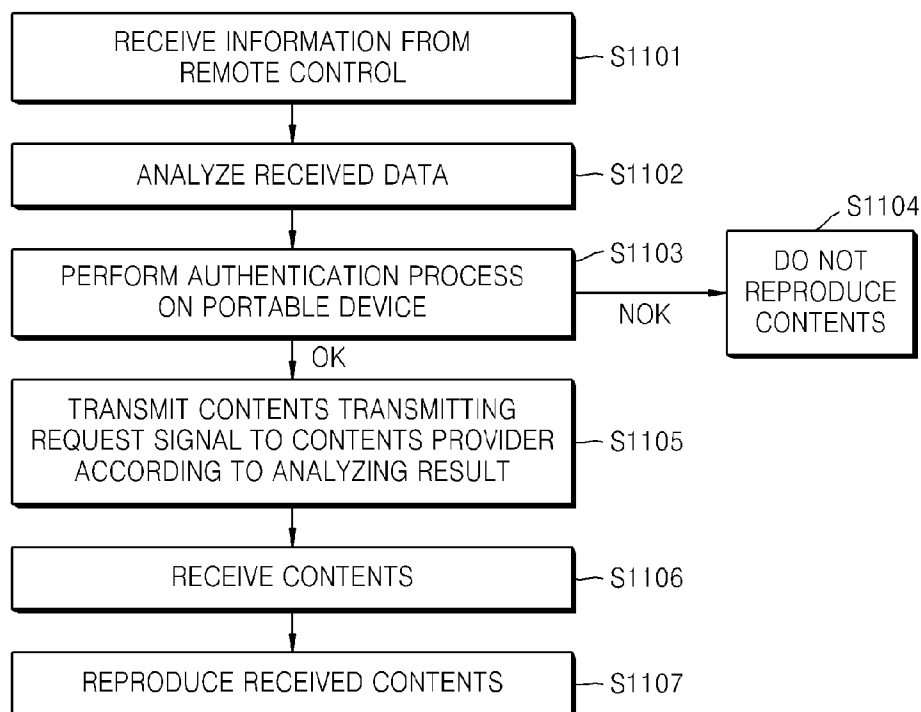 RECEIVE INFORMATION FROM
REMOTE CONTROL
S1101
ANALYZE RECEIVED DATA
S1102
PERFORM AUTHENTICATION PROCESS
ON PORTABLE DEVICE
S1103
NOK
S1104
DO NOT
REPRODUCE
CONTENTS
OK
TRANSMIT CONTENTS TRANSMITTING
REQUEST SIGNAL TO CONTENTS PROVIDER
ACCORDING TO ANALYZING RESULT
S1105
RECEIVE CONTENTS
S1106
REPRODUCE RECEIVED CONTENTS
S1107